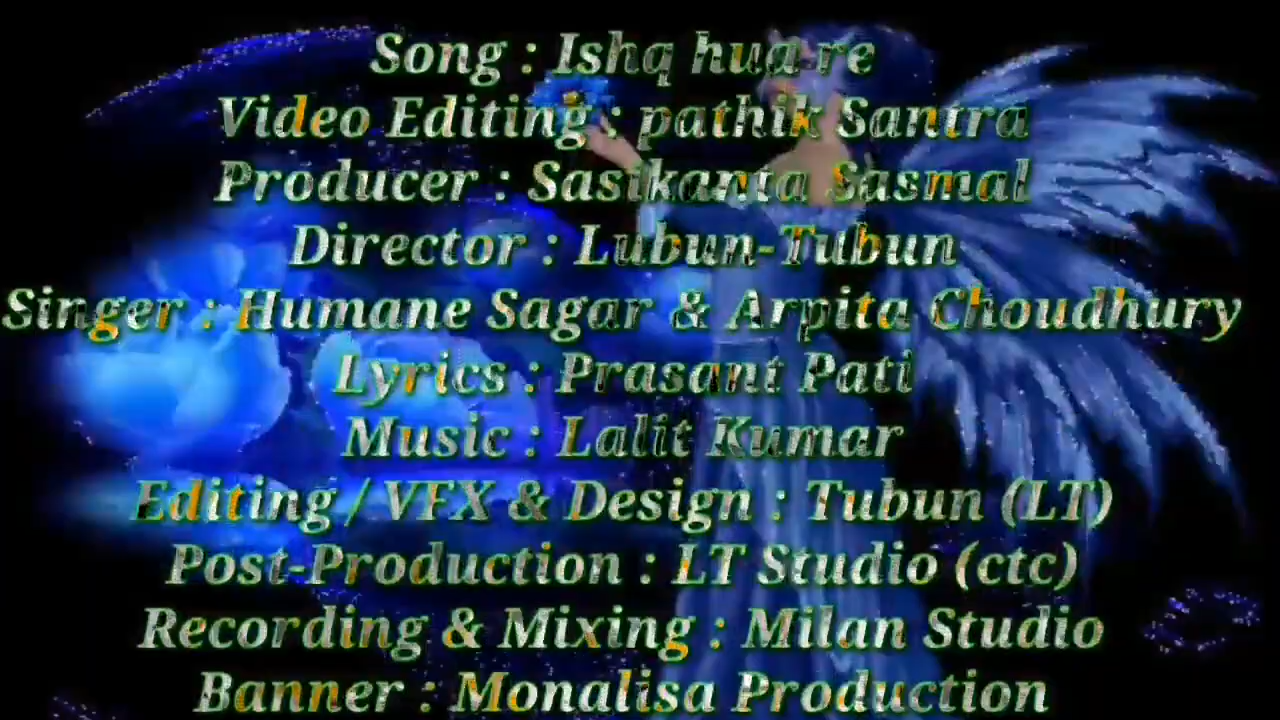 Song : Ishq hua re
Video Editing : pathik Santra
Producer : Sasikanta Sasmal
Director : Lubun-Tubun
Singer : Humane Sagar & Arpita Choudhury
Lyrics : Prasant Pati
Music : Lalit Kumar
Editing / VFX & Design : Tubun (LT)
Post-Production : LT Studio (ctc)
Recording & Mixing : Milan Studio
Banner : Monalisa Production